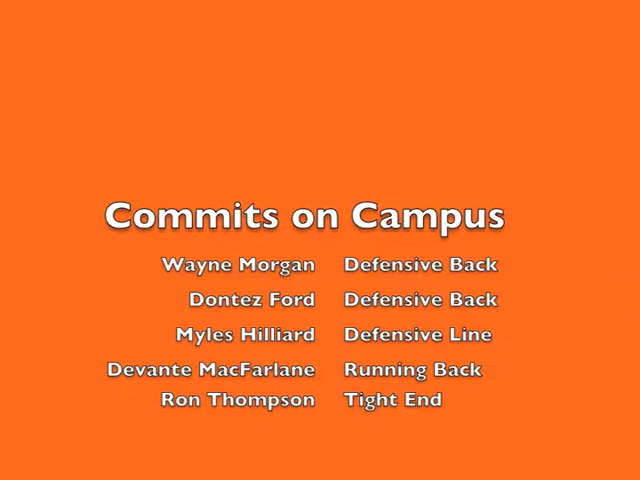 Commits on Campus
Wayne Morgan Defensive Back
Dontez Ford Defensive Back
Myles Hilliard Defensive Line
Devante MacFarlane Running Back
Ron Thompson Tight End